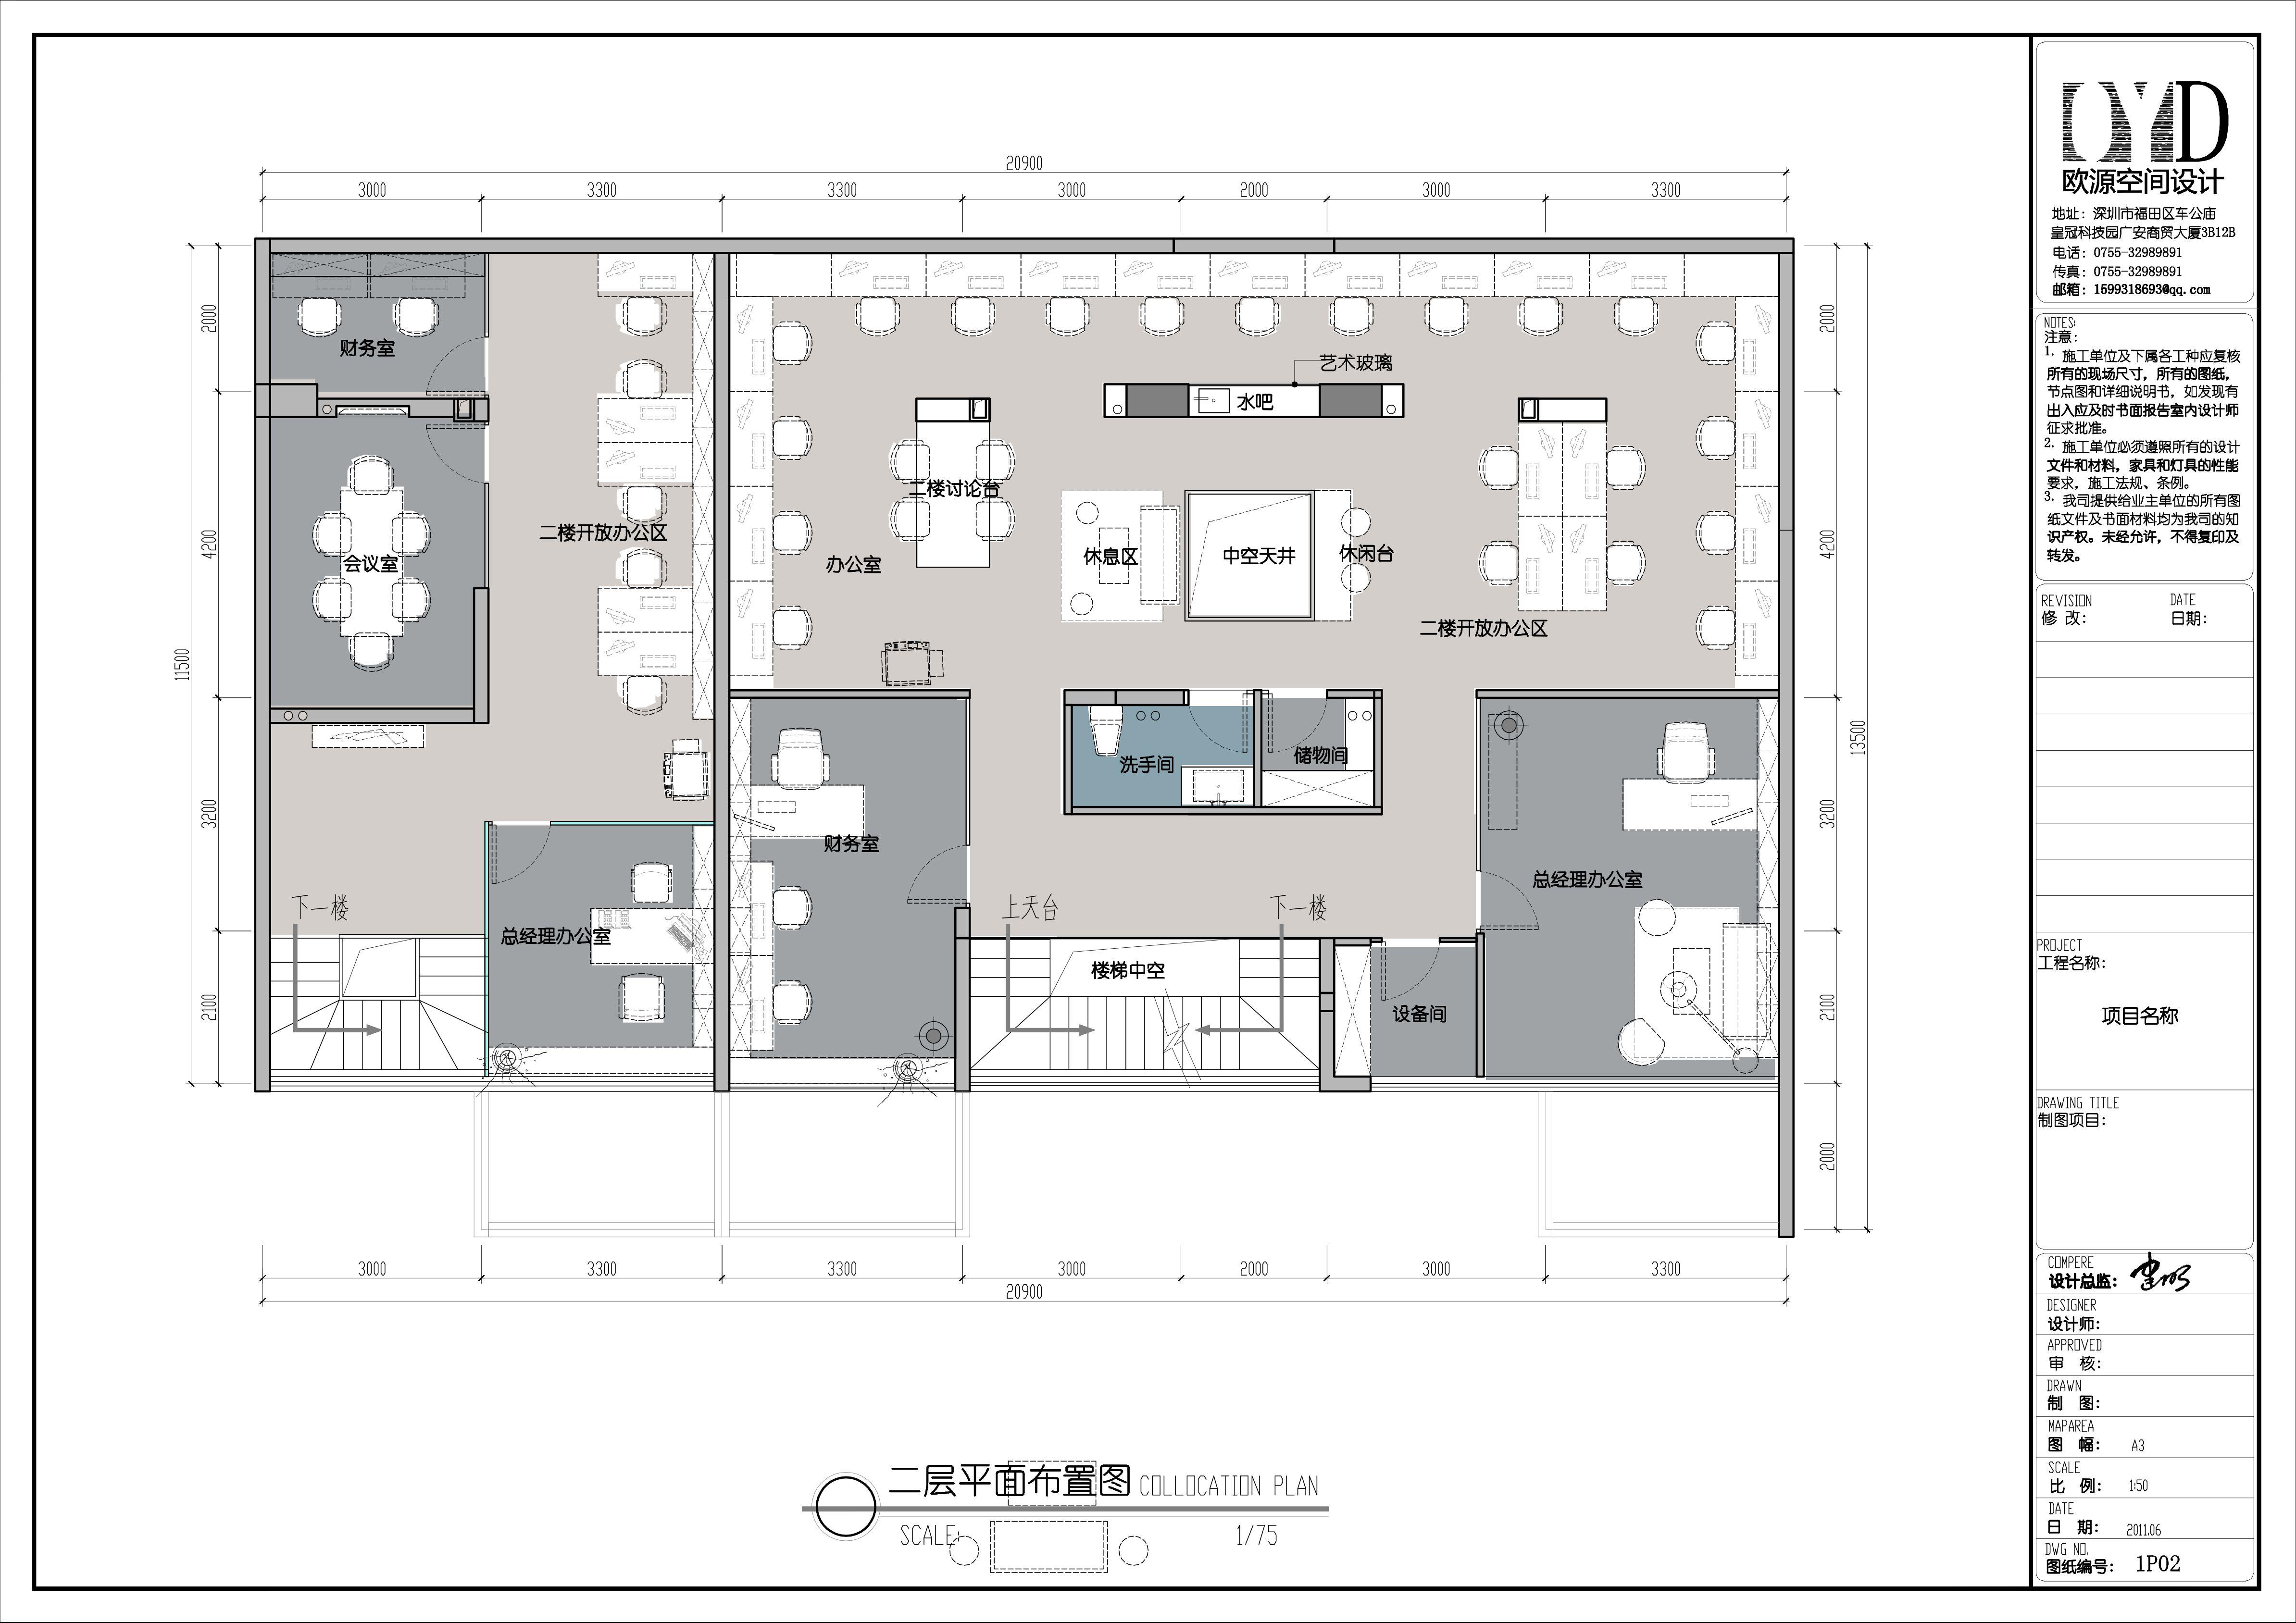 20900
3000 3300 3300 3000 2000 3000 3300
11500
2000
4200
3200
2100
2000
4200
3200
2100
2000
13500
财务室
会议室
二楼开放办公区
总经理办公室
下一楼
艺术玻璃
水吧
二楼讨论台
办公室
休息区
中空天井
休闲台
二楼开放办公区
洗手间
储物间
财务室
总经理办公室
上天台
下一楼
楼梯中空
设备间
3000 3300 3300 3000 2000 3000 3300
20900
二层平面布置图 COLLOCATION PLAN
SCALE: 1/75
OYD
欧源空间设计
地址：深圳市福田区车公庙
皇冠科技园广安商贸大厦3B12B
电话：0755-32989891
传真：0755-32989891
邮箱：1599318693@qq.com
NOTES:
注意：
1. 施工单位及下属各工种应复核
所有的现场尺寸，所有的图纸，
节点图和详细说明书，如发现有
出入应及时书面报告室内设计师
征求批准。
2. 施工单位必须遵照所有的设计
文件和材料，家具和灯具的性能
要求，施工法规、条例。
3. 我司提供给业主单位的所有图
纸文件及书面材料均为我司的知
识产权。未经允许，不得复印及
转发。
REVISION DATE
修 改： 日期：
PROJECT
工程名称：
项目名称
DRAWING TITLE
制图项目：
COMPERE
设计总监：
DESIGNER
设计师：
APPROVED
审 核：
DRAWN
制 图：
MAPAREA
图 幅： A3
SCALE
比 例： 1:50
DATE
日 期： 2011.06
DWG NO.
图纸编号： 1P02